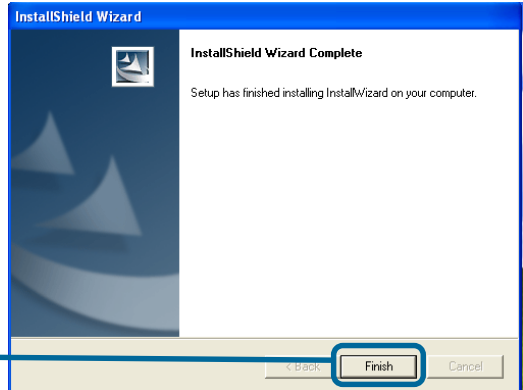 InstallShield Wizard
InstallShield Wizard Complete
Setup has finished installing InstallWizard on your computer.
< Back Finish Cancel